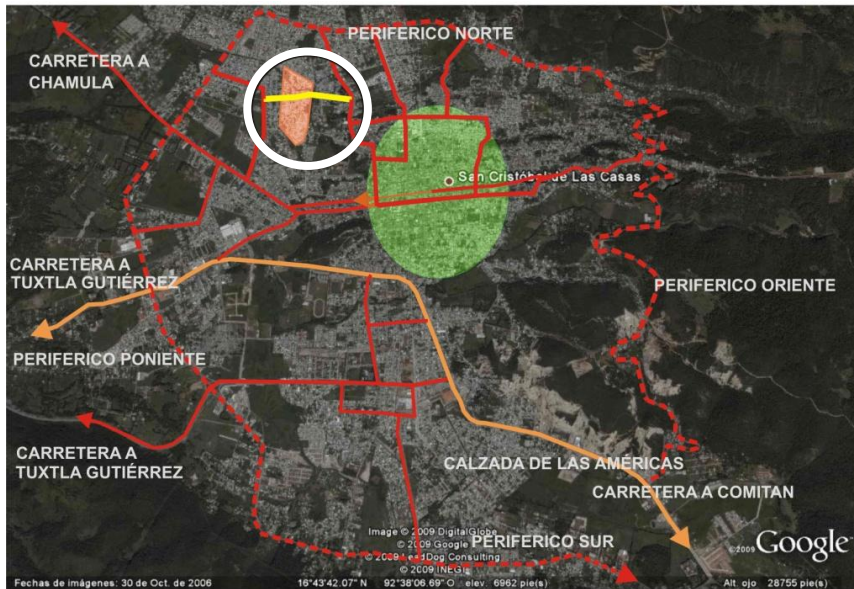 PERIFERICO NORTE
CARRETERA A
CHAMULA
San Cristóbal de Las Casas
CARRETERA A
TUXTLA GUTIÉRREZ
PERIFERICO ORIENTE
PERIFERICO PONIENTE
CARRETERA A
TUXTLA GUTIÉRREZ
CALZADA DE LAS AMÉRICAS
CARRETERA A COMITAN
Image © 2009 DigitalGlobe
© 2009 Google
© 2009 LeadDog Consulting
© 2009 INEGI
PERIFERICO SUR
©2009 Google
Fechas de imágenes: 30 de Oct. de 2006 16°43'42.07" N 92°38'06.69" O elev. 6962 pie(s) Alt. ojo 28755 pie(s)